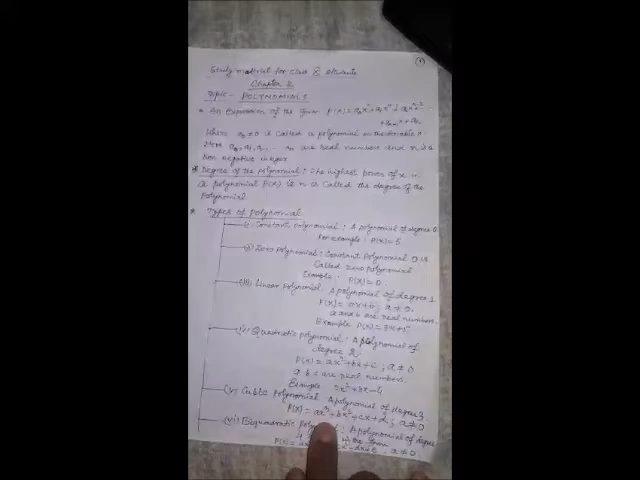 (1)
Study material for class X students
Chapter 2
Topic - POLYNOMIALS
* An Expression of the form P(x) = a₀xⁿ + a₁xⁿ⁻¹ + a₂xⁿ⁻²
+ aₙ₋₁ x + aₙ
Where a₀ ≠ 0 is called a polynomial in the variable x
Here a₀, a₁, a₂ -- aₙ are real numbers and n is a
Non negative integer
* Degree of the Polynomial : The highest power of x in
a polynomial P(x) is n is called the degree of the
Polynomial
* Types of polynomial
(i) Constant polynomial : A polynomial of degree 0
For example : P(x) = 5
(ii) Zero Polynomial : Constant Polynomial 0 is
Called zero polynomial
Example : P(x) = 0
(iii) Linear Polynomial : A polynomial of degree 1
P(x) = ax + b ; a ≠ 0.
a and b are real numbers
Example P(x) =
(iv) Quadratic polynomial : A polynomial of
degree 2
P(x) = ax² + bx + c , a ≠ 0
a b c are real numbers.
Example 2x² + 3x - 4
(v) Cubic Polynomial A polynomial of degree 3
P(x) = ax³ + bx² + cx + d ; a ≠ 0
(vi) Biquadratic : A Polynomial of degree
4
P(x) = a ≠ 0